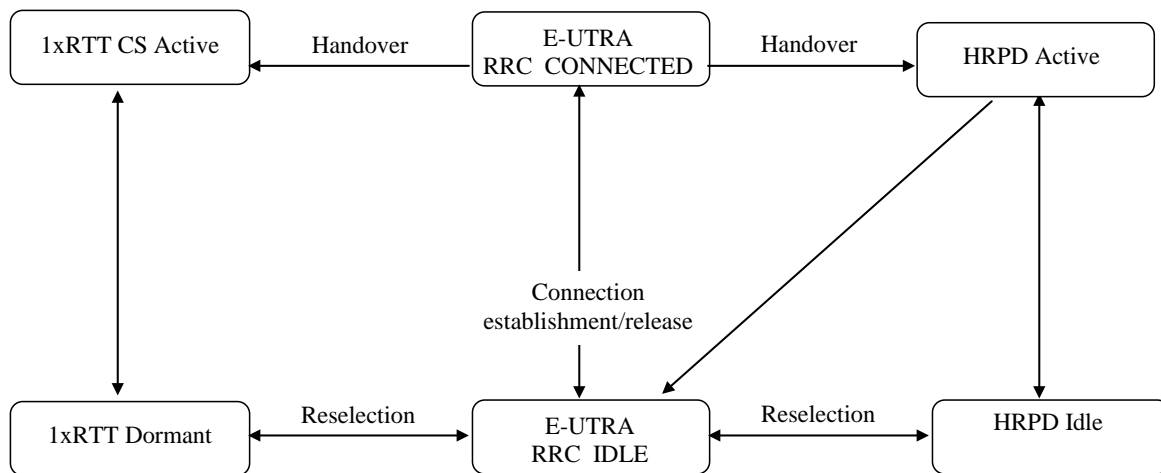 1xRTT CS Active
Handover
E-UTRA
RRC CONNECTED
Handover
HRPD Active
Connection
establishment/release
1xRTT Dormant
Reselection
E-UTRA
RRC IDLE
Reselection
HRPD Idle